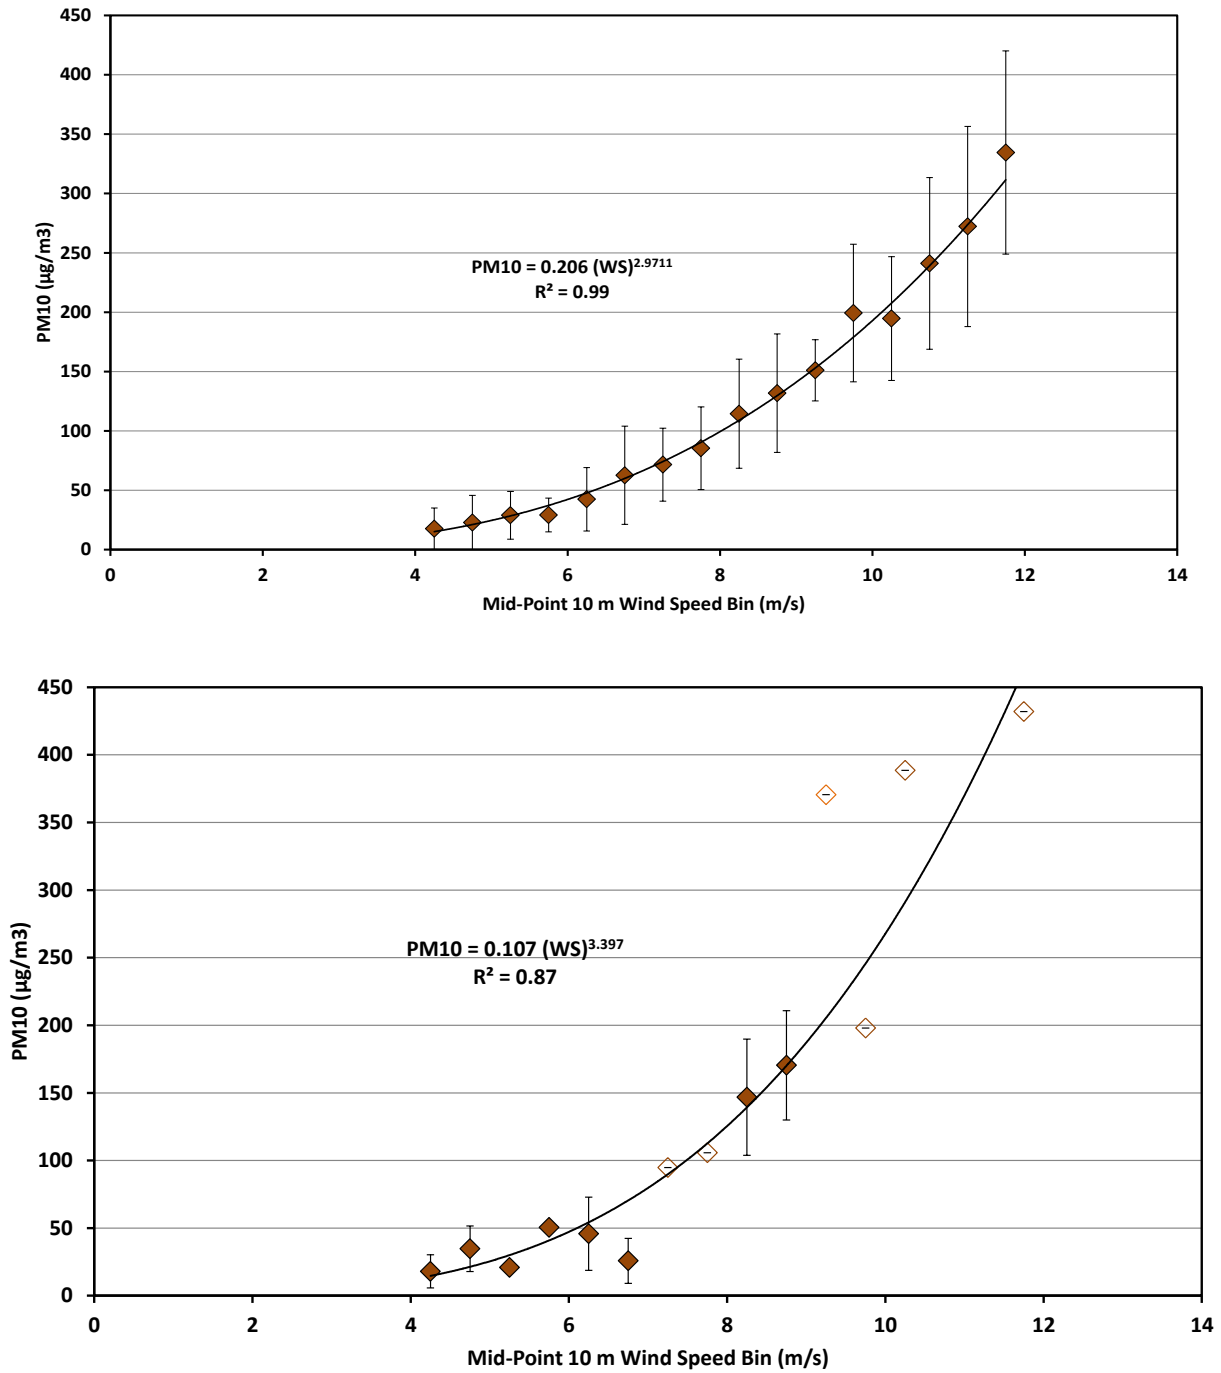 450
400
350
300
250
200
150
100
50
0
PM10 (µg/m3)
PM10 = 0.206 (WS)^2.9711
R² = 0.99
0 2 4 6 8 10 12 14
Mid-Point 10 m Wind Speed Bin (m/s)
450
400
350
300
250
200
150
100
50
0
PM10 (µg/m3)
PM10 = 0.107 (WS)^3.397
R² = 0.87
0 2 4 6 8 10 12 14
Mid-Point 10 m Wind Speed Bin (m/s)